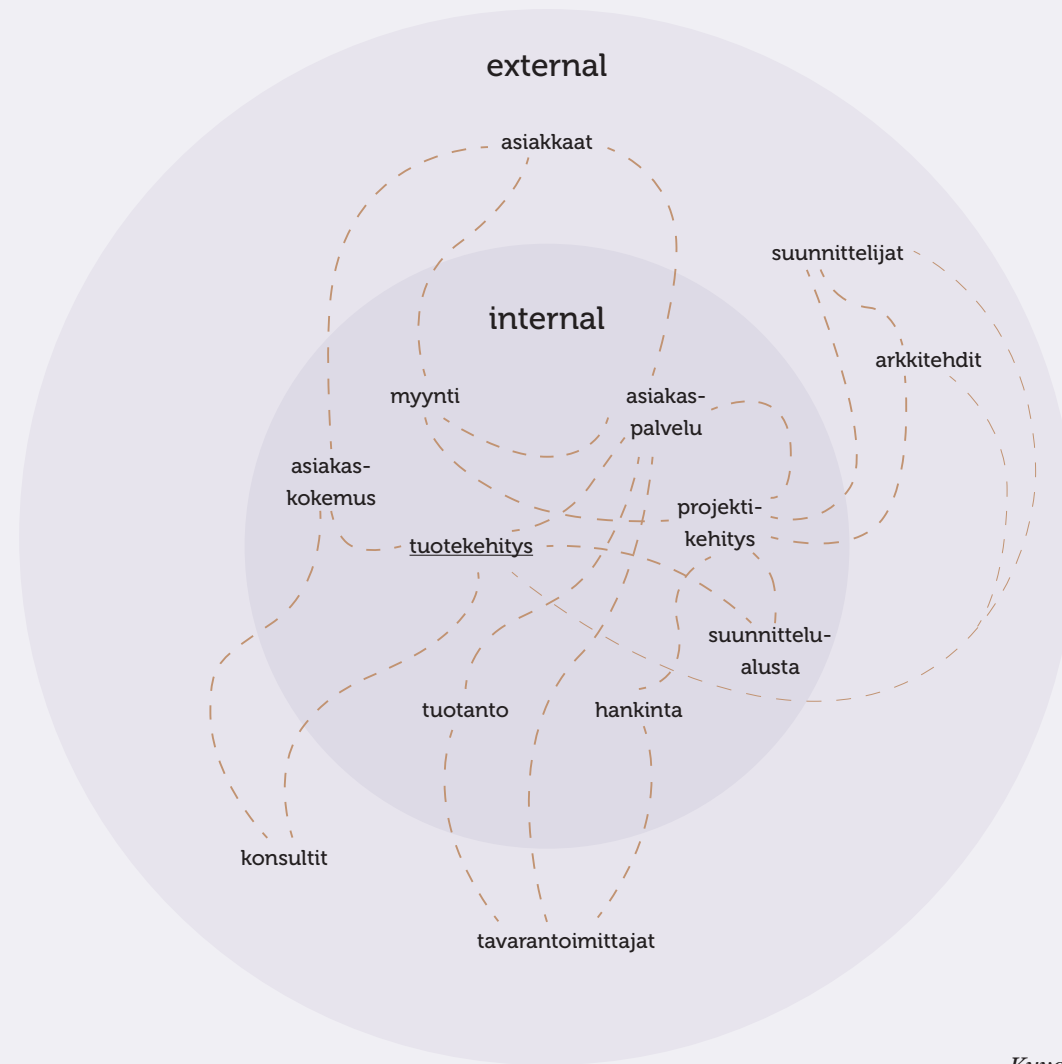 external
asiakkaat
suunnittelijat
internal
arkkitehdit
myynti
asiakas-
palvelu
asiakas-
kokemus
projekti-
kehitys
tuotekehitys
suunnittelu-
alusta
tuotanto
hankinta
konsultit
tavarantoimittajat